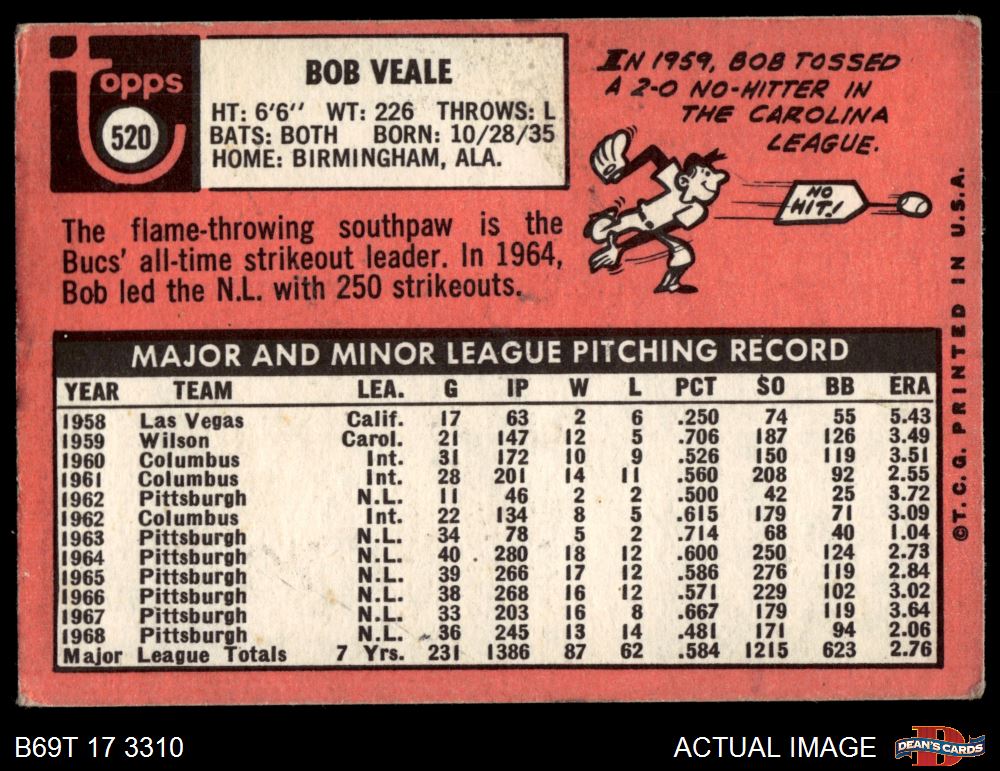 topps
520
BOB VEALE
HT: 6'6" WT: 226 THROWS: L
BATS: BOTH BORN: 10/28/35
HOME: BIRMINGHAM, ALA.
IN 1959, BOB TOSSED
A 2-0 NO-HITTER IN
THE CAROLINA
LEAGUE.
NO
HIT!
The flame-throwing southpaw is the
Bucs' all-time strikeout leader. In 1964,
Bob led the N.L. with 250 strikeouts.
MAJOR AND MINOR LEAGUE PITCHING RECORD
YEAR TEAM LEA. G IP W L PCT SO BB ERA
1958 Las Vegas Calif. 17 63 2 6 .250 74 55 5.43
1959 Wilson Carol. 21 147 12 5 .706 187 126 3.49
1960 Columbus Int. 31 172 10 9 .526 150 119 3.51
1961 Columbus Int. 28 201 14 11 .560 208 92 2.55
1962 Pittsburgh N.L. 11 46 2 2 .500 42 25 3.72
1962 Columbus Int. 22 134 8 5 .615 179 71 3.09
1963 Pittsburgh N.L. 34 78 5 2 .714 68 40 1.04
1964 Pittsburgh N.L. 40 280 18 12 .600 250 124 2.73
1965 Pittsburgh N.L. 39 266 17 12 .586 276 119 2.84
1966 Pittsburgh N.L. 38 268 16 12 .571 229 102 3.02
1967 Pittsburgh N.L. 33 203 16 8 .667 179 119 3.64
1968 Pittsburgh N.L. 36 245 13 14 .481 171 94 2.06
Major League Totals 7 Yrs. 231 1386 87 62 .584 1215 623 2.76
©T.C.G. PRINTED IN U.S.A.
B69T 17 3310
ACTUAL IMAGE
D
DEAN'S CARDS